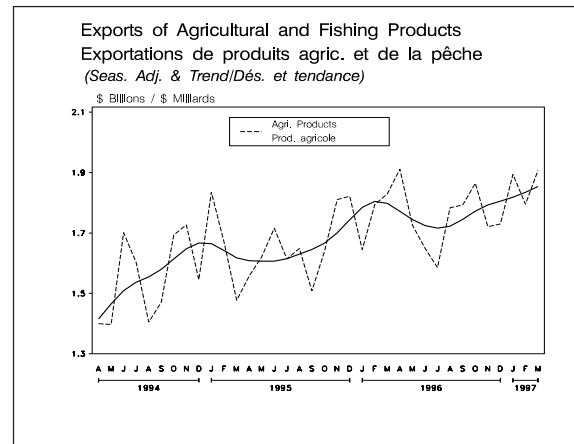 Exports of Agricultural and Fishing Products
Exportations de produits agric. et de la pêche
(Seas. Adj. & Trend/Dés. et tendance)
$ Billions / $ Milliards
2.1
1.9
1.7
1.5
1.3
Agri. Products
Prod. agricole
A M J J A S O N D J F M A M J J A S O N D J F M A M J J A S O N D J F M
1994 1995 1996 1997